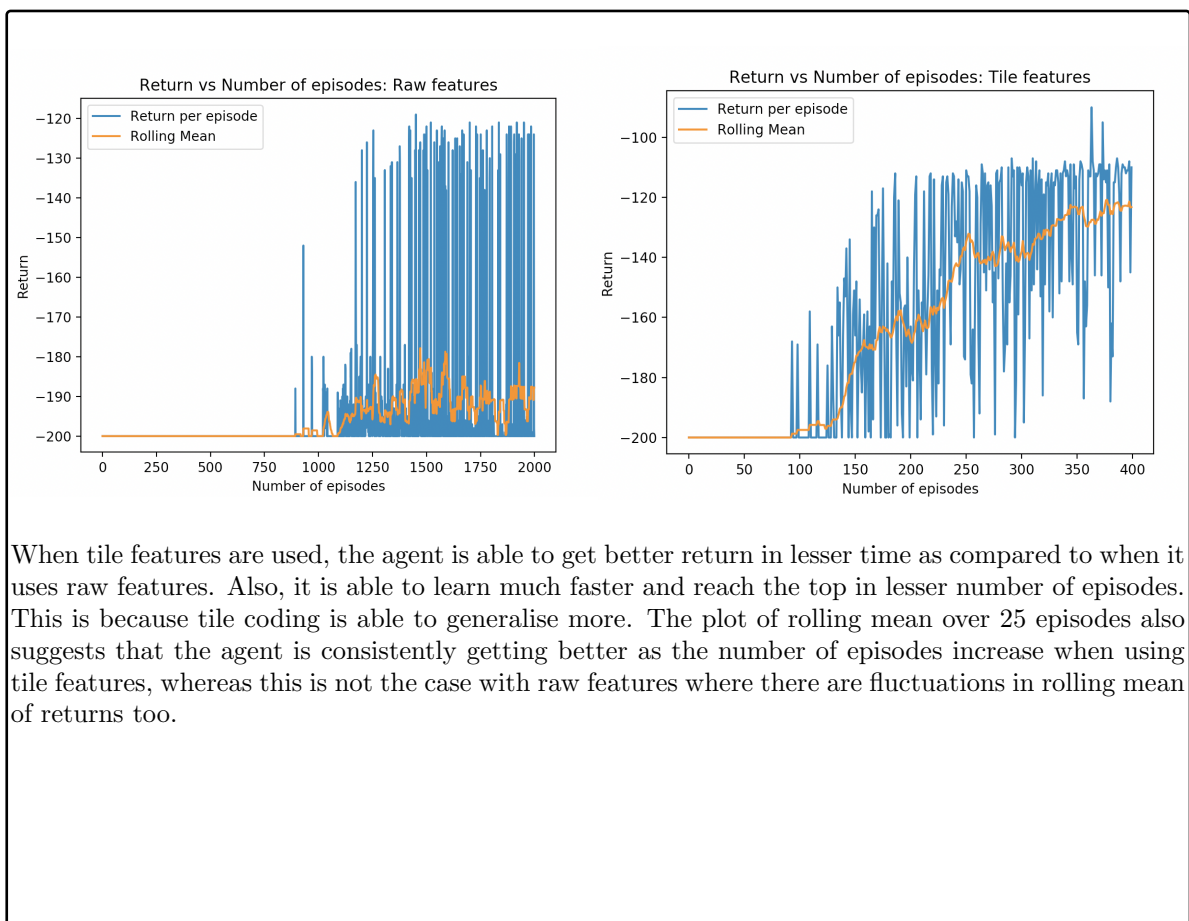 Return vs Number of episodes: Raw features
Return per episode
Rolling Mean
−120
−130
−140
−150
−160
−170
−180
−190
−200
Return
0 250 500 750 1000 1250 1500 1750 2000
Number of episodes
Return vs Number of episodes: Tile features
Return per episode
Rolling Mean
−100
−120
−140
−160
−180
−200
Return
0 50 100 150 200 250 300 350 400
Number of episodes
When tile features are used, the agent is able to get better return in lesser time as compared to when it
uses raw features. Also, it is able to learn much faster and reach the top in lesser number of episodes.
This is because tile coding is able to generalise more. The plot of rolling mean over 25 episodes also
suggests that the agent is consistently getting better as the number of episodes increase when using
tile features, whereas this is not the case with raw features where there are fluctuations in rolling mean
of returns too.